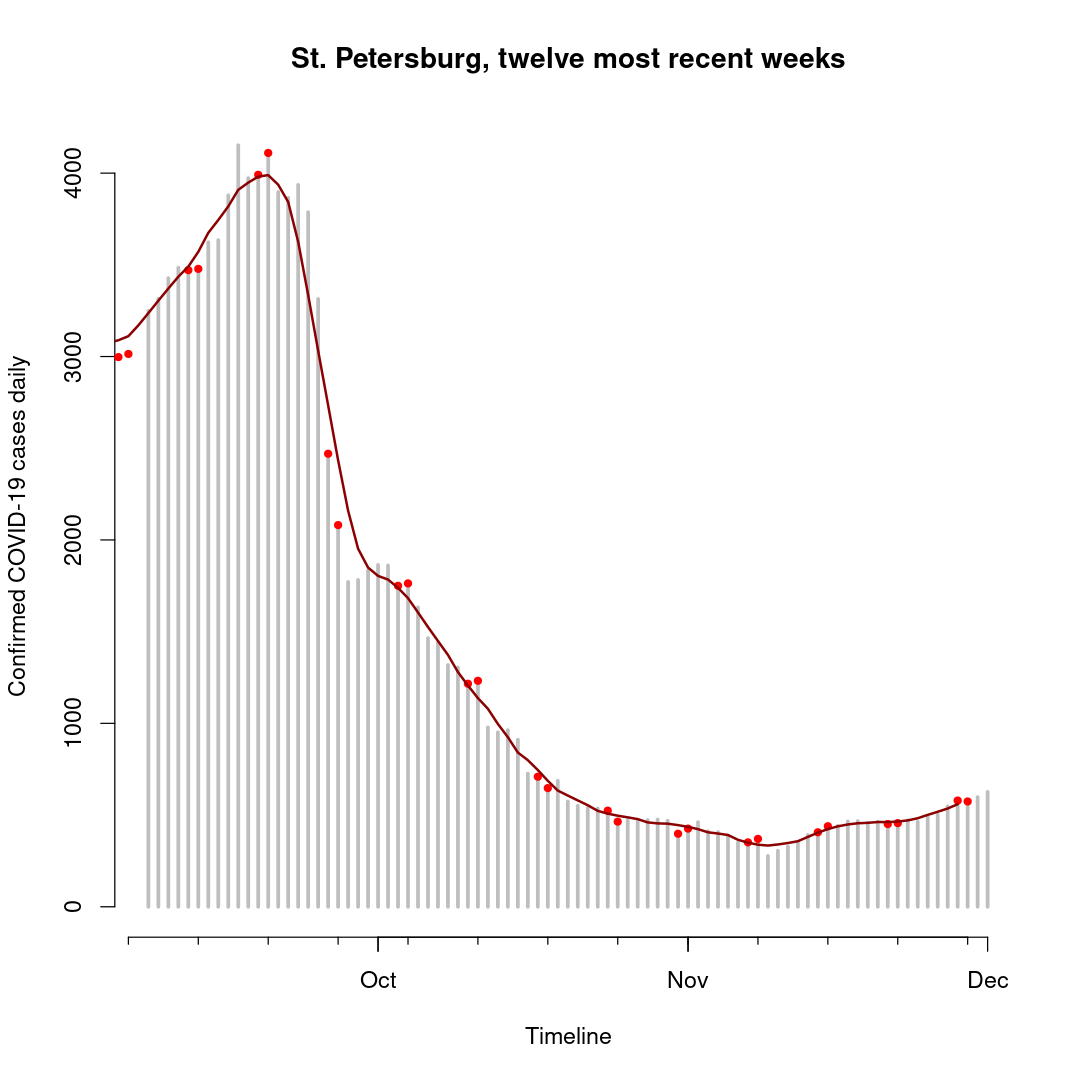 St. Petersburg, twelve most recent weeks
Confirmed COVID-19 cases daily
4000
3000
2000
1000
0
Oct Nov Dec
Timeline